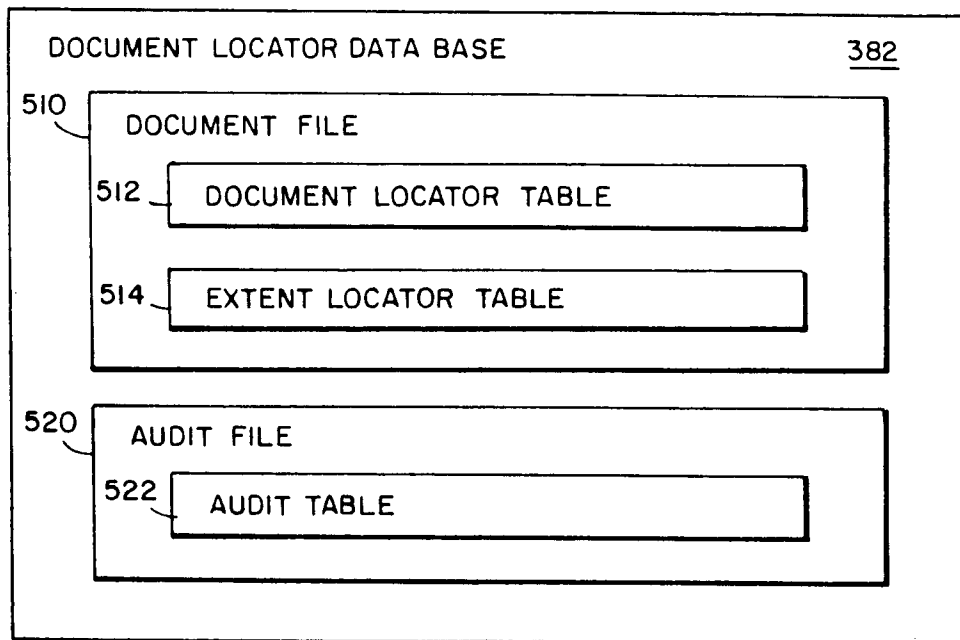 DOCUMENT LOCATOR DATA BASE 382
510
DOCUMENT FILE
512 DOCUMENT LOCATOR TABLE
514 EXTENT LOCATOR TABLE
520
AUDIT FILE
522 AUDIT TABLE